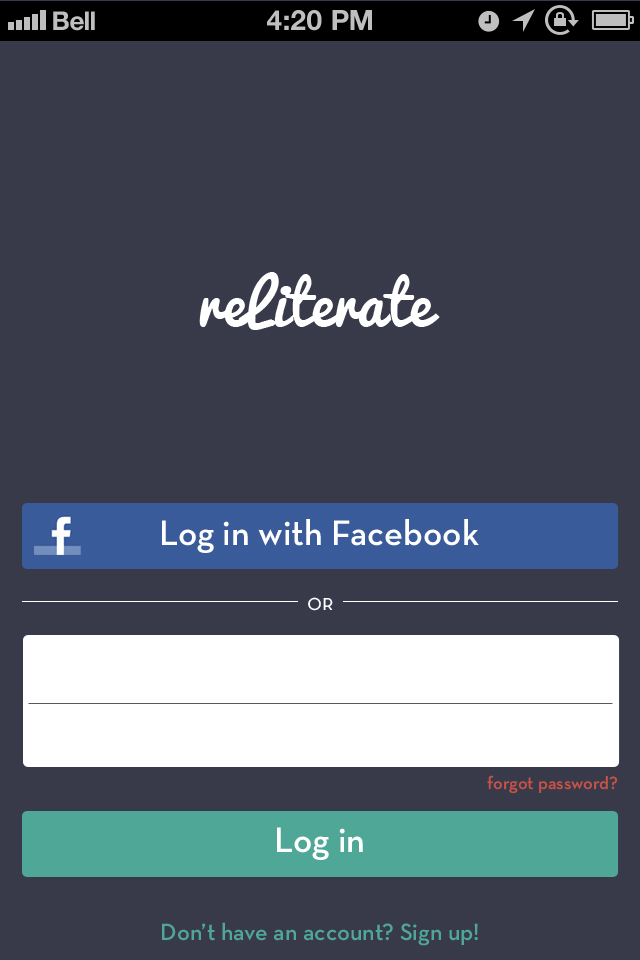 Bell 4:20 PM
reLiterate
f Log in with Facebook
OR
forgot password?
Log in
Don't have an account? Sign up!